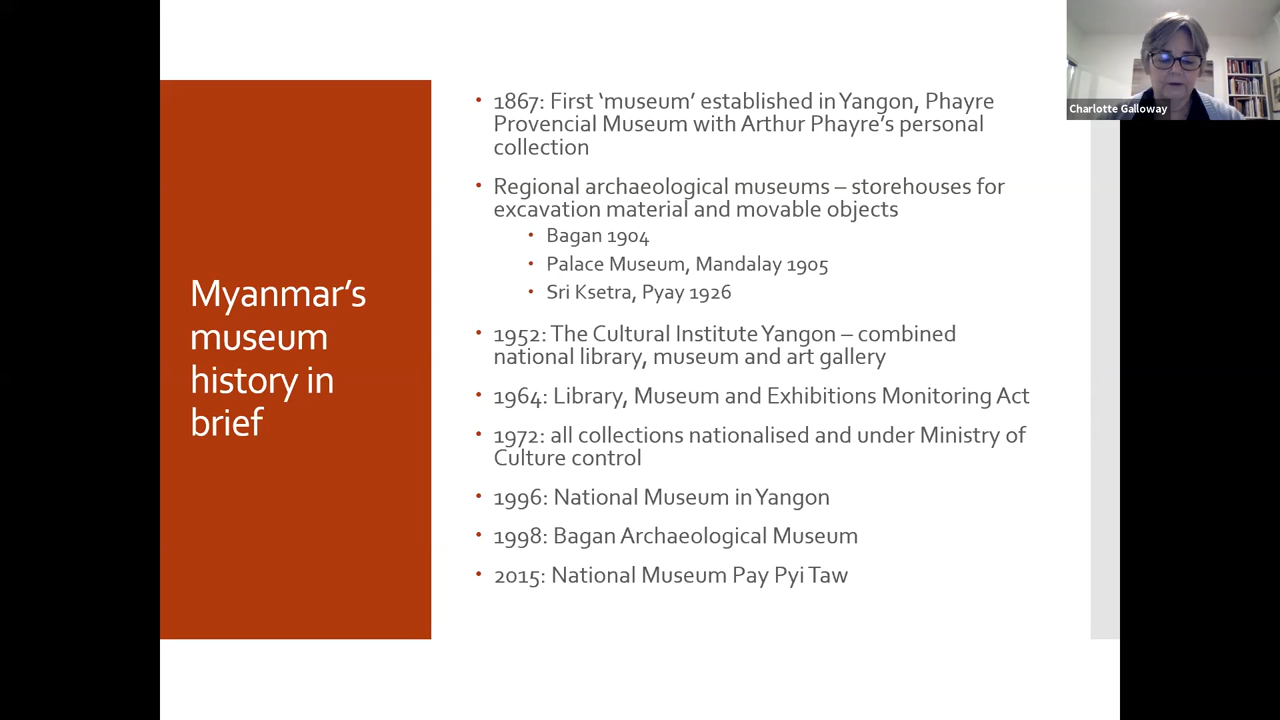 Charlotte Galloway
Myanmar's
museum
history in
brief
• 1867: First ‘museum’ established in Yangon, Phayre
Provencial Museum with Arthur Phayre’s personal
collection
• Regional archaeological museums – storehouses for
excavation material and movable objects
• Bagan 1904
• Palace Museum, Mandalay 1905
• Sri Ksetra, Pyay 1926
• 1952: The Cultural Institute Yangon – combined
national library, museum and art gallery
• 1964: Library, Museum and Exhibitions Monitoring Act
• 1972: all collections nationalised and under Ministry of
Culture control
• 1996: National Museum in Yangon
• 1998: Bagan Archaeological Museum
• 2015: National Museum Pay Pyi Taw